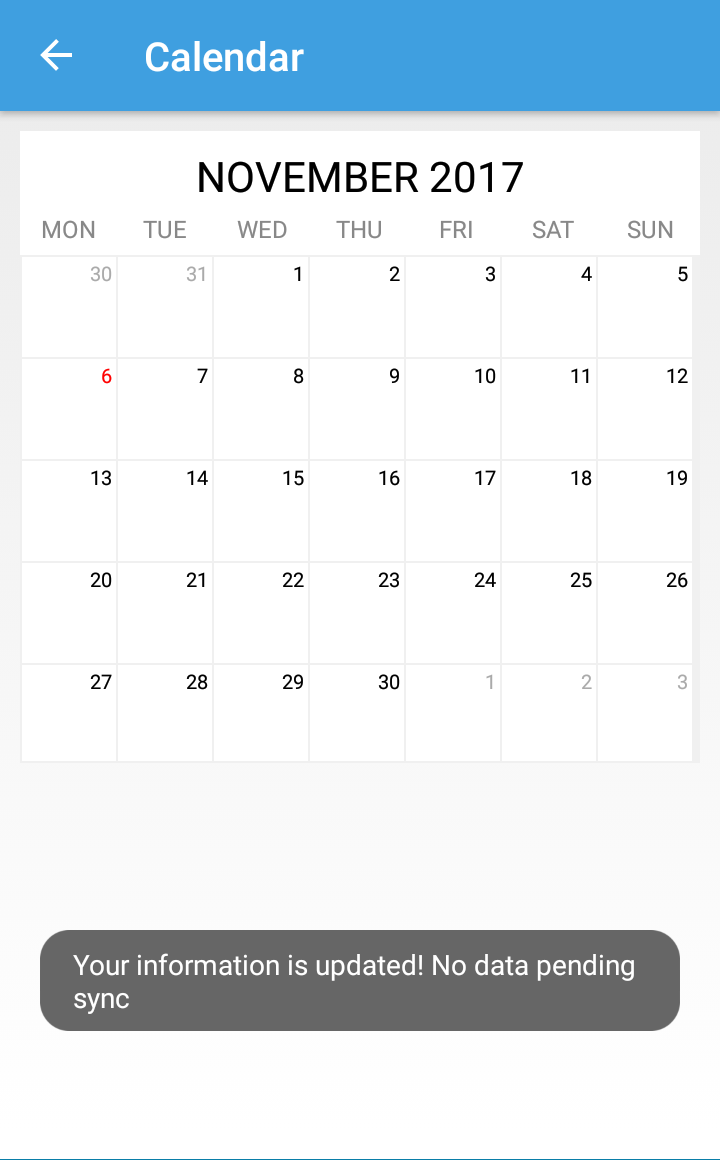 Calendar
NOVEMBER 2017
MON TUE WED THU FRI SAT SUN
30 31 1 2 3 4 5
6 7 8 9 10 11 12
13 14 15 16 17 18 19
20 21 22 23 24 25 26
27 28 29 30 1 2 3
Your information is updated! No data pending
sync